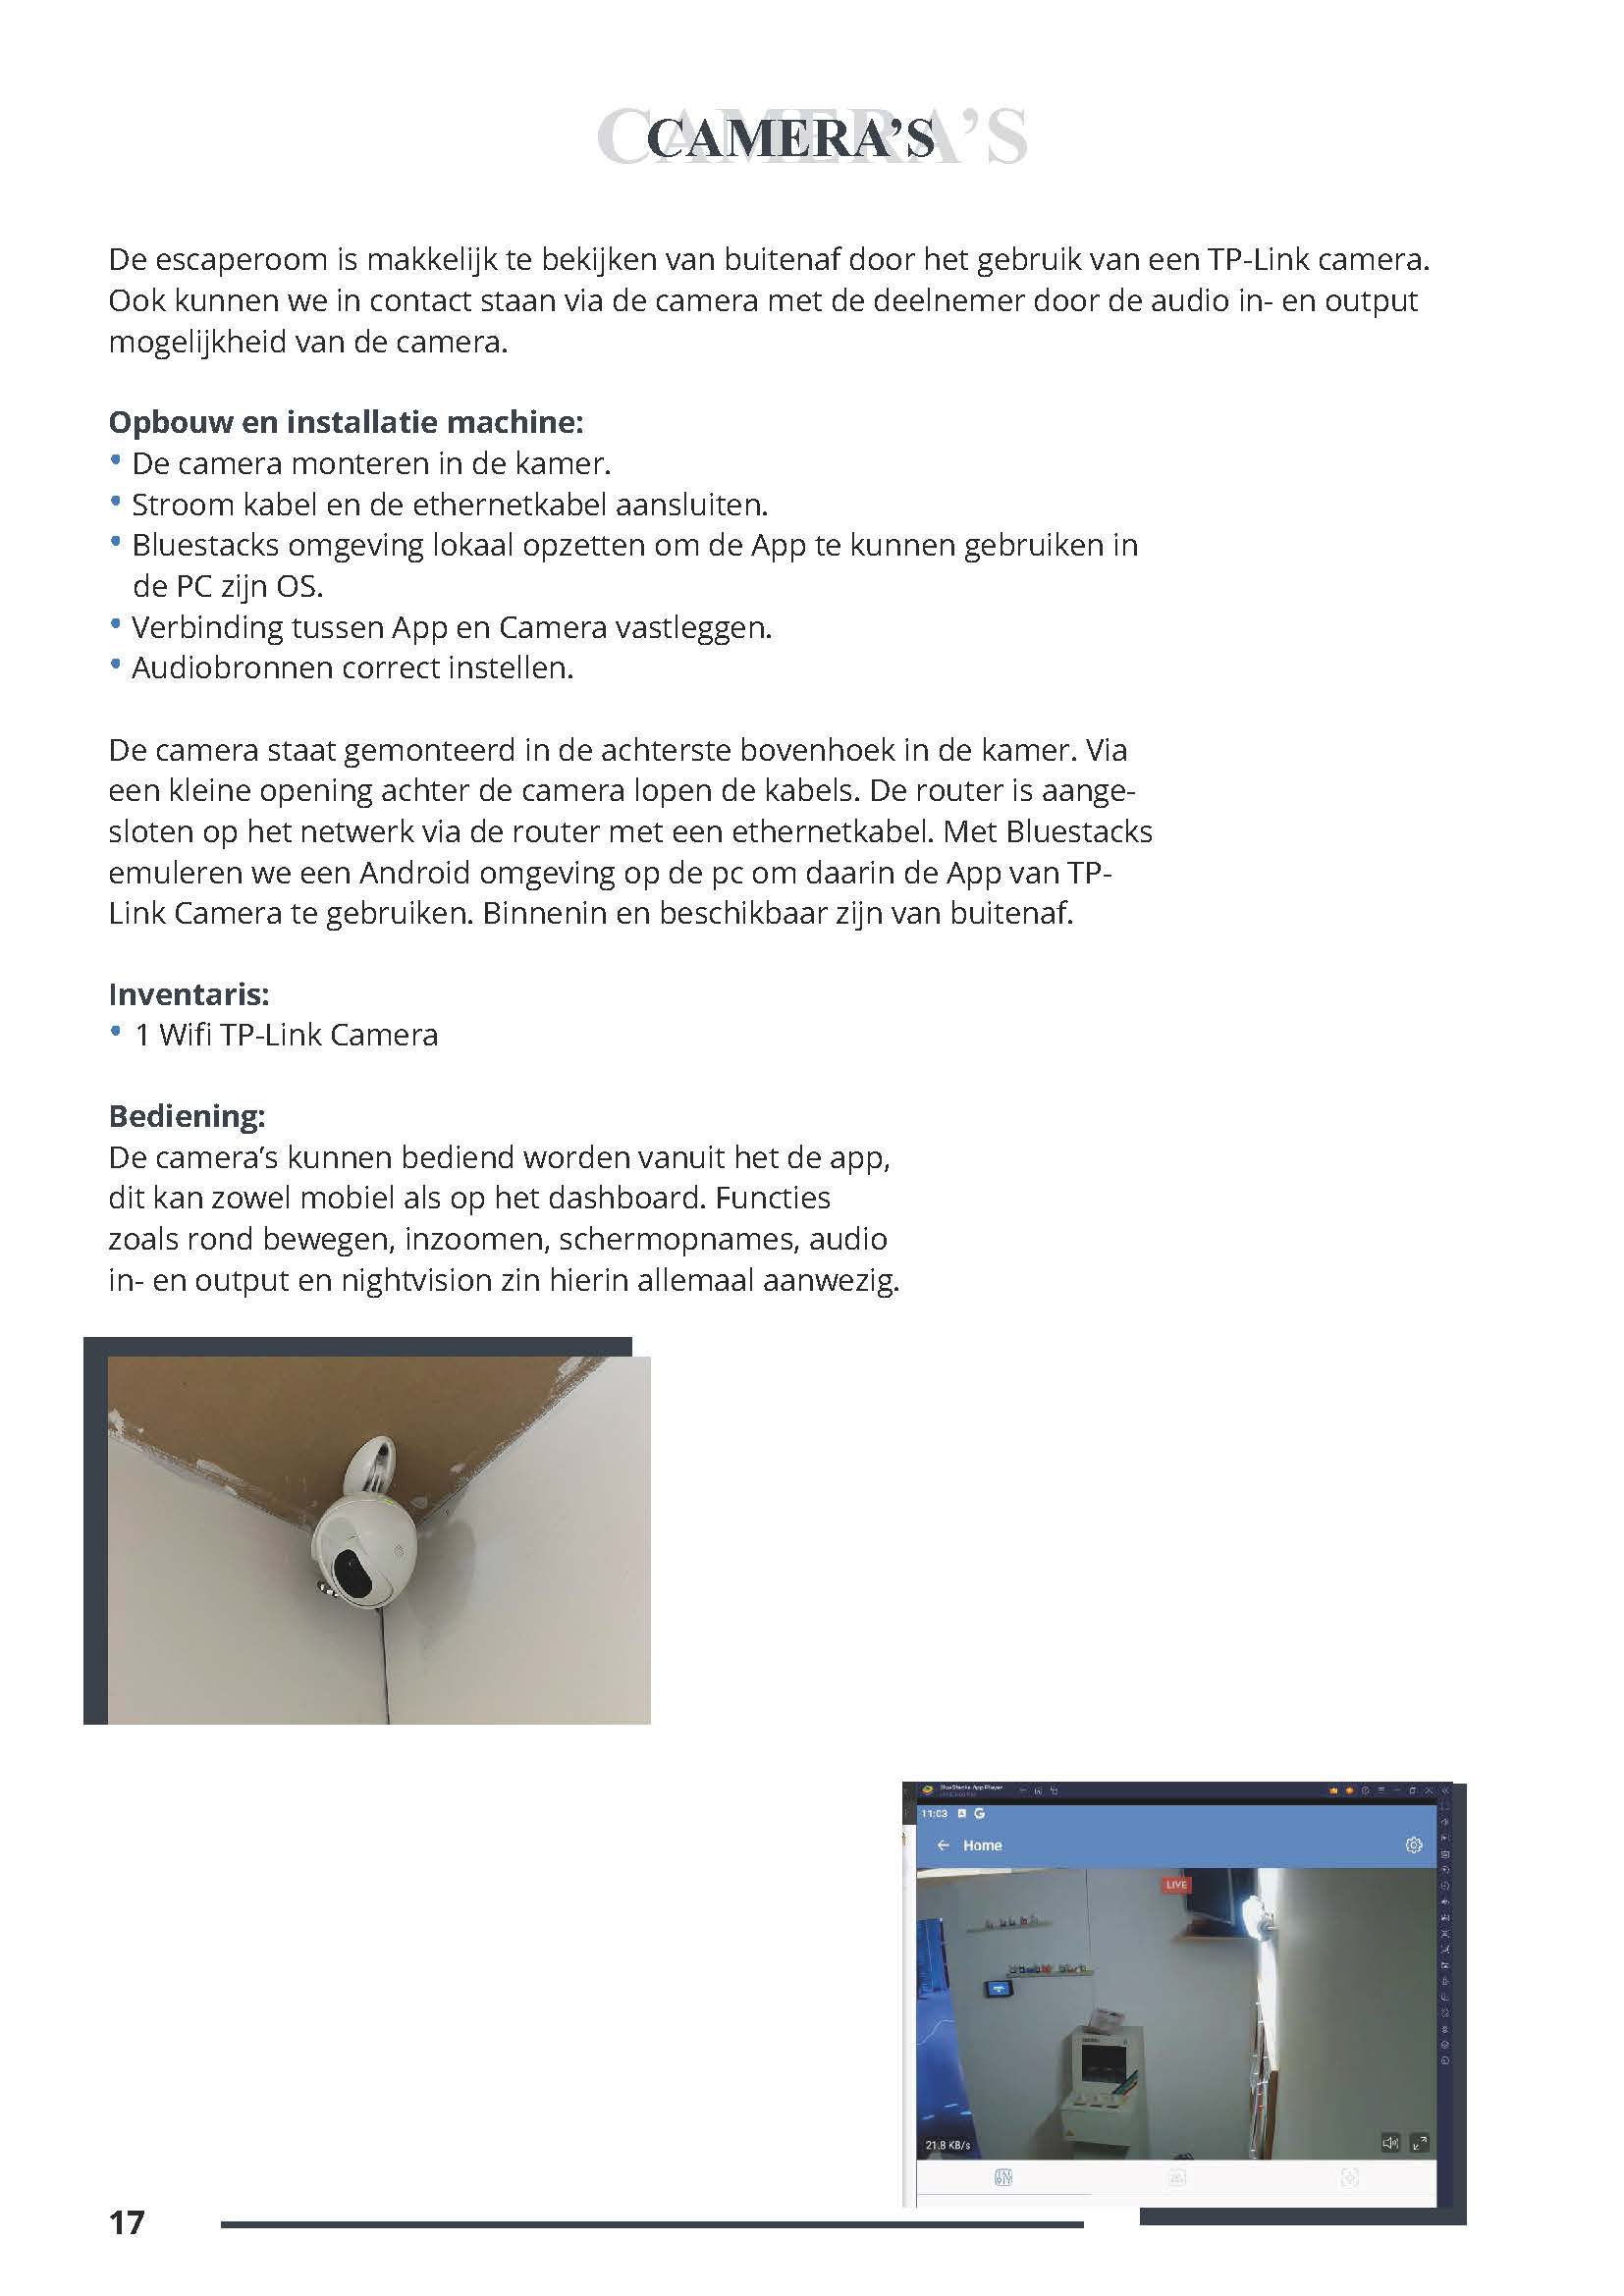 CAMERA’S
De escaperoom is makkelijk te bekijken van buitenaf door het gebruik van een TP-Link camera.
Ook kunnen we in contact staan via de camera met de deelnemer door de audio in- en output
mogelijkheid van de camera.
Opbouw en installatie machine:
• De camera monteren in de kamer.
• Stroom kabel en de ethernetkabel aansluiten.
• Bluestacks omgeving lokaal opzetten om de App te kunnen gebruiken in
de PC zijn OS.
• Verbinding tussen App en Camera vastleggen.
• Audiobronnen correct instellen.
De camera staat gemonteerd in de achterste bovenhoek in de kamer. Via
een kleine opening achter de camera lopen de kabels. De router is aange-
sloten op het netwerk via de router met een ethernetkabel. Met Bluestacks
emuleren we een Android omgeving op de pc om daarin de App van TP-
Link Camera te gebruiken. Binnenin en beschikbaar zijn van buitenaf.
Inventaris:
• 1 Wifi TP-Link Camera
Bediening:
De camera’s kunnen bediend worden vanuit het de app,
dit kan zowel mobiel als op het dashboard. Functies
zoals rond bewegen, inzoomen, schermopnames, audio
in- en output en nightvision zin hierin allemaal aanwezig.
BlueStacks App Player
11:03
Home
LIVE
21.8 KB/s
17